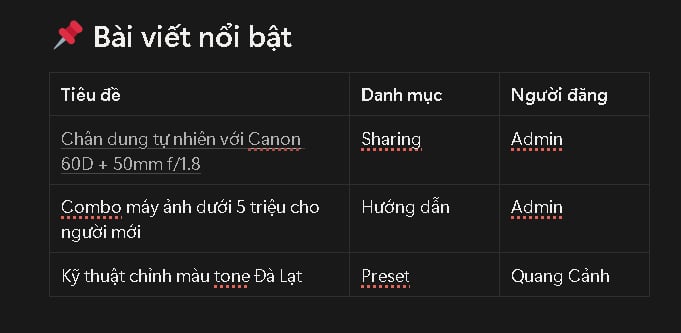 📌 Bài viết nổi bật
Tiêu đề Danh mục Người đăng
Chân dung tự nhiên với Canon
60D + 50mm f/1.8 Sharing Admin
Combo máy ảnh dưới 5 triệu cho
người mới Hướng dẫn Admin
Kỹ thuật chỉnh màu tone Đà Lạt Preset Quang Cảnh